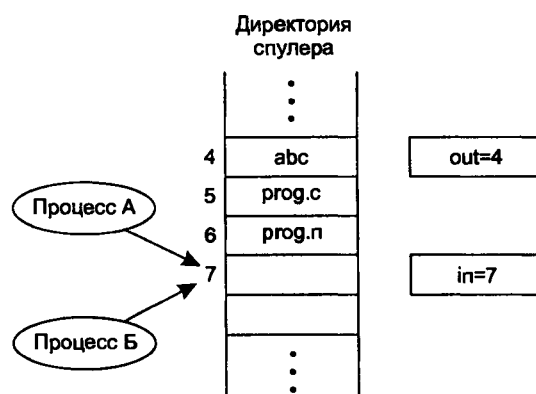 Директория
спулера
4 abc out=4
5 prog.c
Процесс А
6 prog.n
7 in=7
Процесс Б